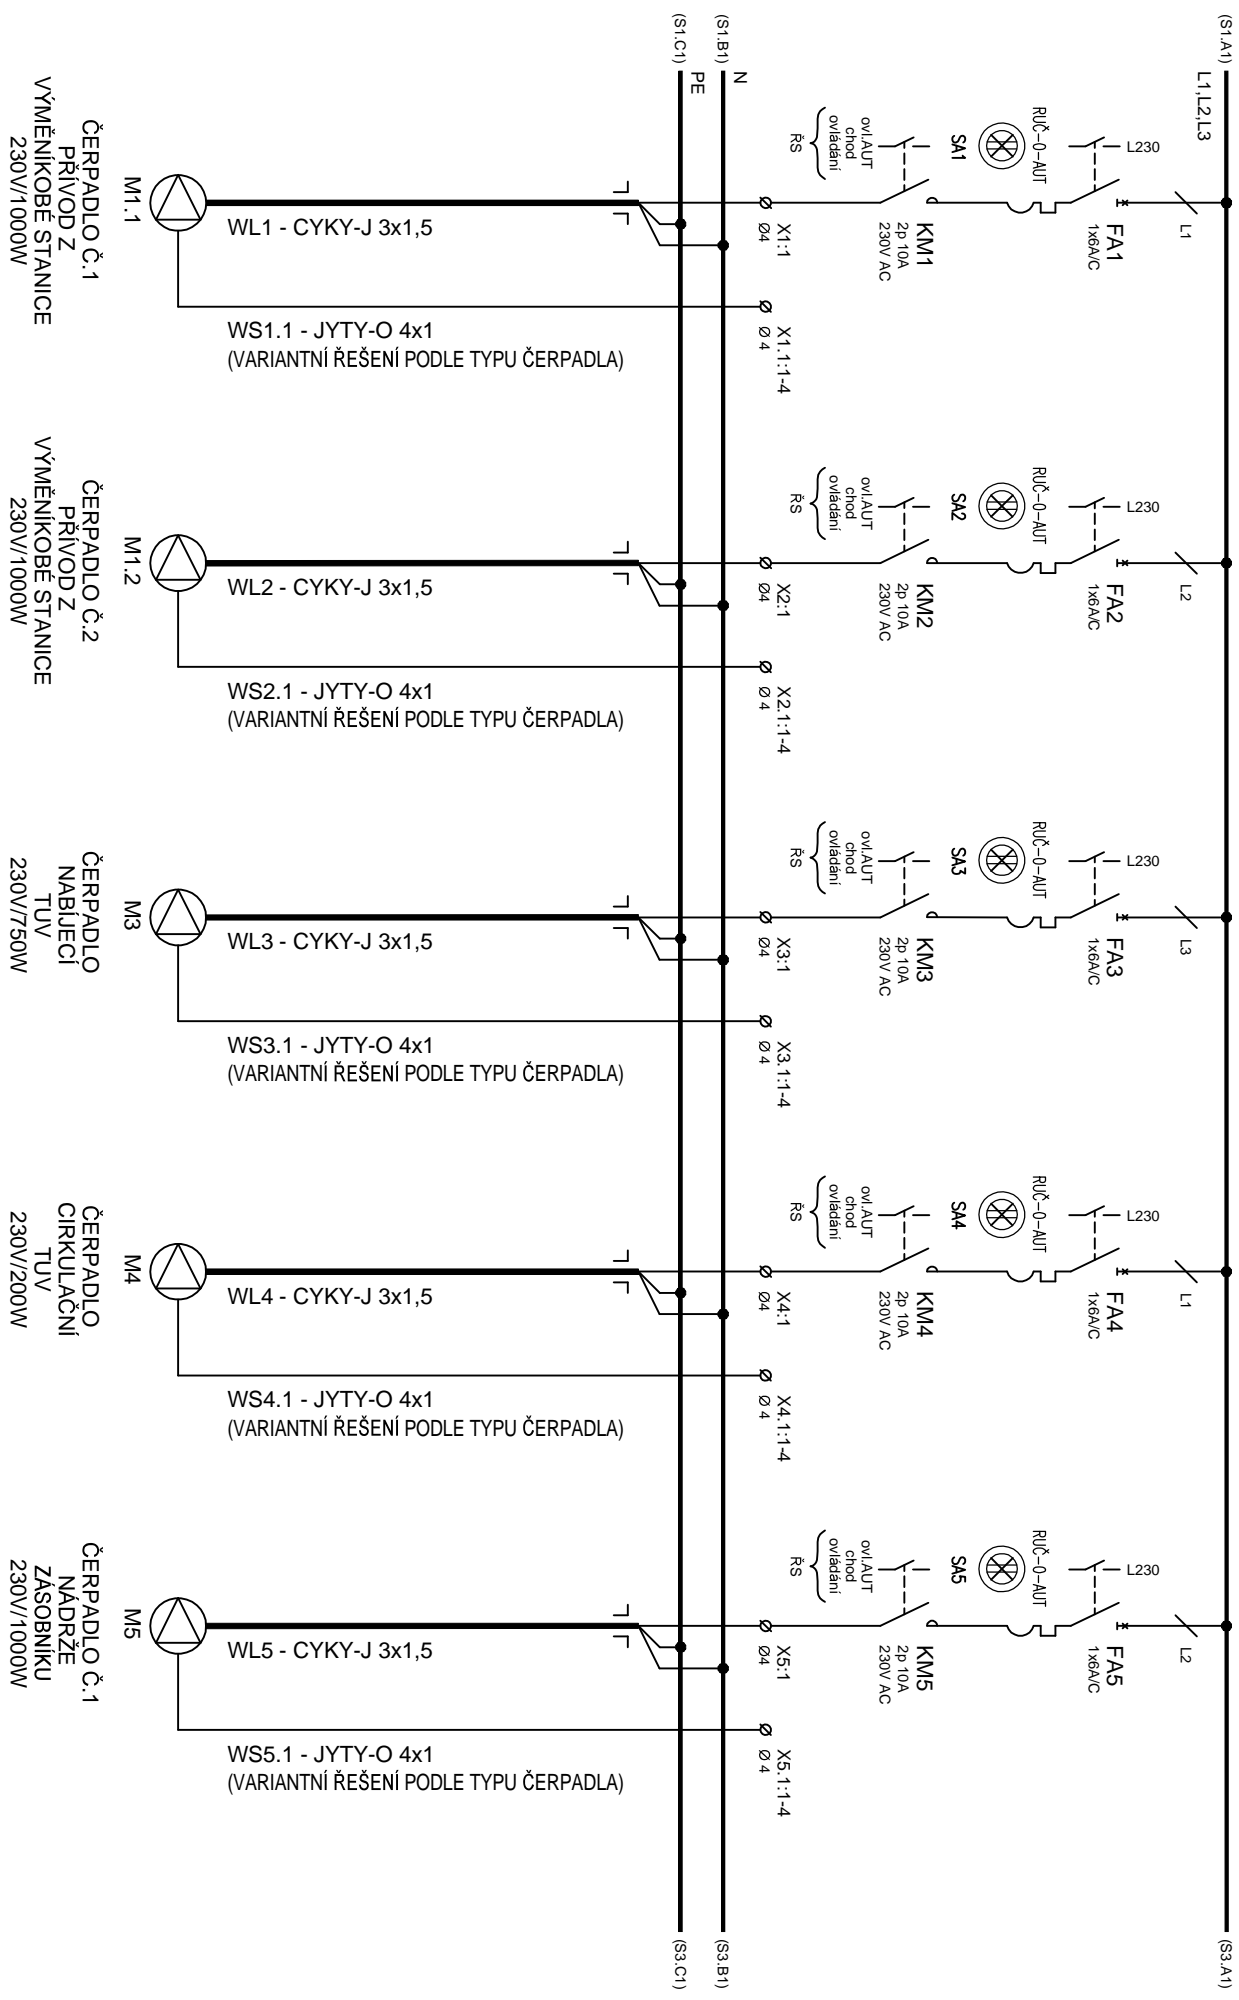 (S1.A1)
L1,L2,L3
(S1.B1)
N
(S1.C1)
PE
L1
FA1
1x6A/C
L230
RUČ-0-AUT
SA1
KM1
2p 10A
230V AC
ovl.AUT
chod
ovládání
ŘS
X1:1
Ø4
X1.1:1-4
Ø 4
WL1 - CYKY-J 3x1,5
WS1.1 - JYTY-O 4x1
(VARIANTNÍ ŘEŠENÍ PODLE TYPU ČERPADLA)
M1.1
ČERPADLO Č.1
PŘÍVOD Z
VÝMĚNÍKOBÉ STANICE
230V/1000W
L2
FA2
1x6A/C
L230
RUČ-0-AUT
SA2
KM2
2p 10A
230V AC
ovl.AUT
chod
ovládání
ŘS
X2:1
Ø4
X2.1:1-4
Ø 4
WL2 - CYKY-J 3x1,5
WS2.1 - JYTY-O 4x1
(VARIANTNÍ ŘEŠENÍ PODLE TYPU ČERPADLA)
M1.2
ČERPADLO Č.2
PŘÍVOD Z
VÝMĚNÍKOBÉ STANICE
230V/1000W
L3
FA3
1x6A/C
L230
RUČ-0-AUT
SA3
KM3
2p 10A
230V AC
ovl.AUT
chod
ovládání
ŘS
X3:1
Ø4
X3.1:1-4
Ø 4
WL3 - CYKY-J 3x1,5
WS3.1 - JYTY-O 4x1
(VARIANTNÍ ŘEŠENÍ PODLE TYPU ČERPADLA)
M3
ČERPADLO
NABÍJECÍ
TUV
230V/750W
L1
FA4
1x6A/C
L230
RUČ-0-AUT
SA4
KM4
2p 10A
230V AC
ovl.AUT
chod
ovládání
ŘS
X4:1
Ø4
X4.1:1-4
Ø 4
WL4 - CYKY-J 3x1,5
WS4.1 - JYTY-O 4x1
(VARIANTNÍ ŘEŠENÍ PODLE TYPU ČERPADLA)
M4
ČERPADLO
CIRKULAČNÍ
TUV
230V/200W
L2
FA5
1x6A/C
L230
RUČ-0-AUT
SA5
KM5
2p 10A
230V AC
ovl.AUT
chod
ovládání
ŘS
X5:1
Ø4
X5.1:1-4
Ø 4
WL5 - CYKY-J 3x1,5
WS5.1 - JYTY-O 4x1
(VARIANTNÍ ŘEŠENÍ PODLE TYPU ČERPADLA)
M5
ČERPADLO Č.1
NÁDRŽE
ZÁSOBNÍKU
230V/1000W
(S3.A1)
(S3.B1)
(S3.C1)